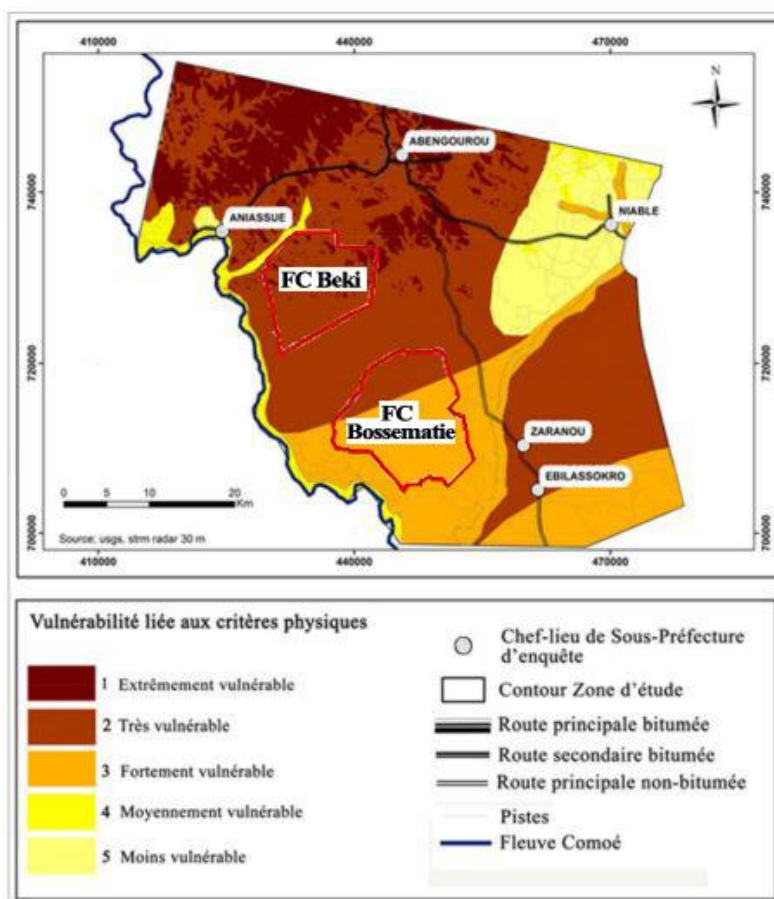 410000
440000
470000
N
ABENGOUROU
740000
740000
NIABLE
ANIASSUE
FC Beki
720000
720000
FC
Bossematie
ZARANOU
EBILASSOKRO
0 5 10 20
Km
700000
700000
Source; usgs, strm radar 30 m
410000
440000
470000
Vulnérabilité liée aux critères physiques
1 Extrêmement vulnérable
2 Très vulnérable
3 Fortement vulnérable
4 Moyennement vulnérable
5 Moins vulnérable
Chef-lieu de Sous-Préfecture
d'enquête
Contour Zone d'étude
Route principale bitumée
Route secondaire bitumée
Route principale non-bitumée
Pistes
Fleuve Comoé